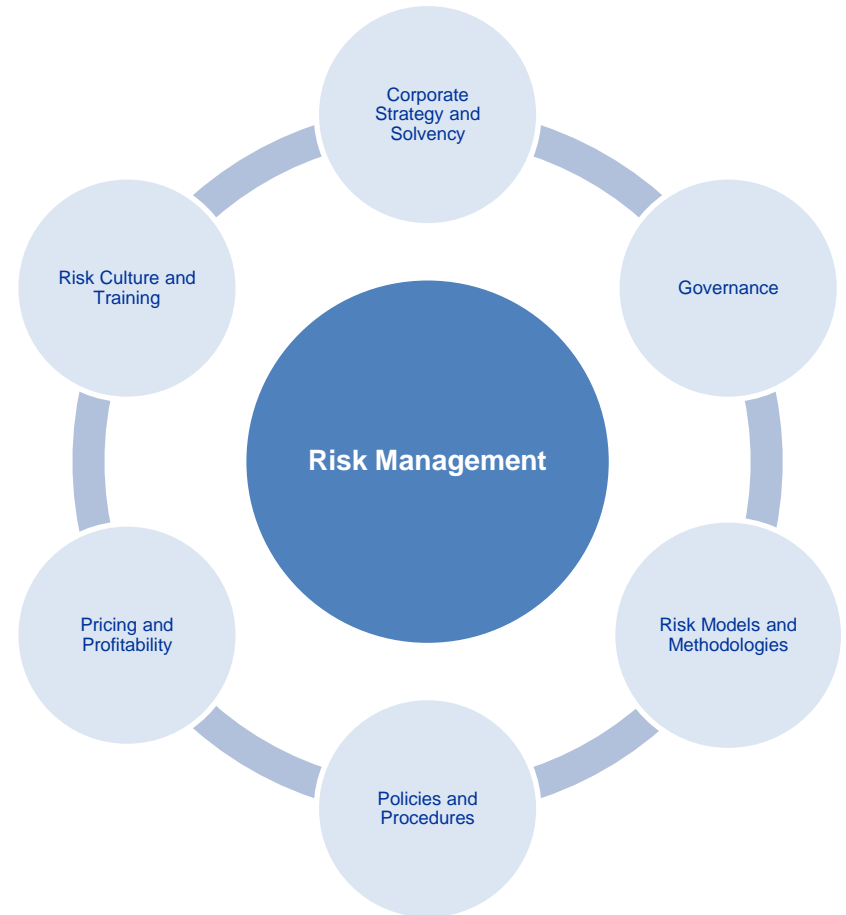 Corporate
Strategy and
Solvency
Governance
Risk Models and
Methodologies
Policies and
Procedures
Pricing and
Profitability
Risk Culture and
Training
Risk Management